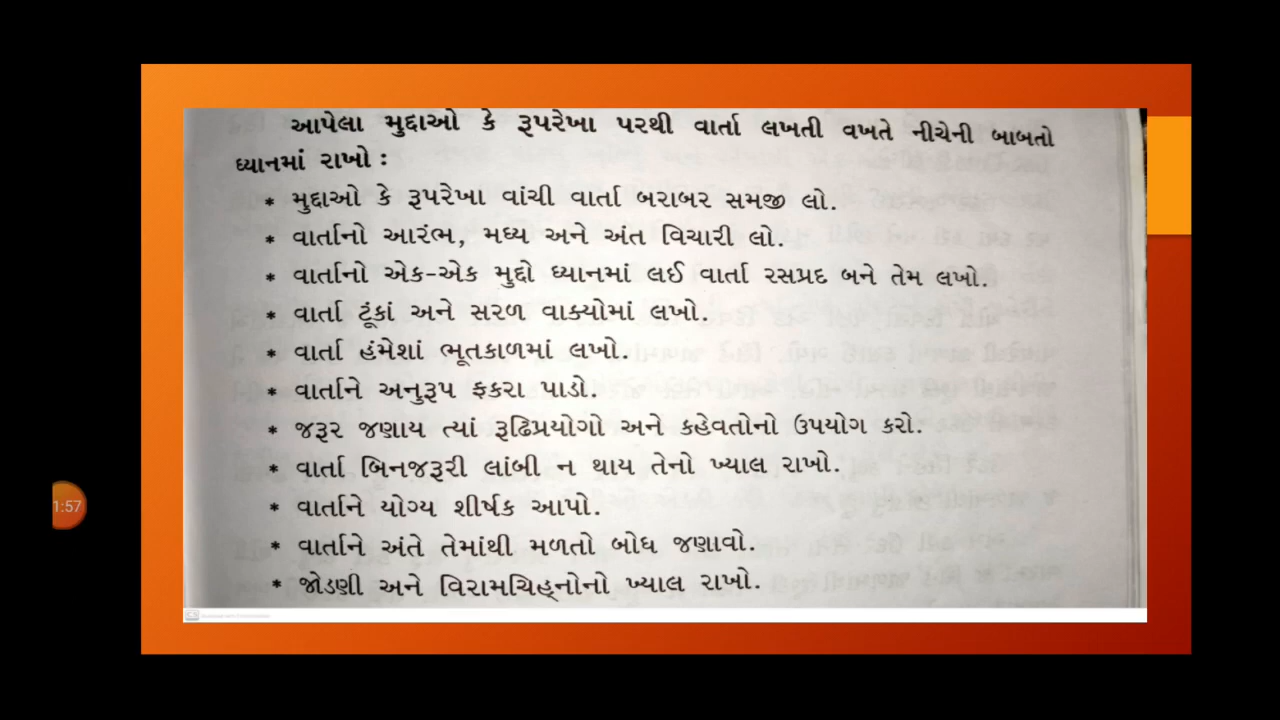 આપેલા મુદ્દાઓ કે રૂપરેખા પરથી વાર્તા લખતી વખતે નીચેની બાબતો
ધ્યાનમાં રાખો :
* મુદ્દાઓ કે રૂપરેખા વાંચી વાર્તા બરાબર સમજી લો.
* વાર્તાનો આરંભ, મધ્ય અને અંત વિચારી લો.
* વાર્તાનો એક-એક મુદ્દો ધ્યાનમાં લઈ વાર્તા રસપ્રદ બને તેમ લખો.
* વાર્તા ટૂંકાં અને સરળ વાક્યોમાં લખો.
* વાર્તા હંમેશાં ભૂતકાળમાં લખો.
* વાર્તાને અનુરૂપ ફકરા પાડો.
* જરૂર જણાય ત્યાં રૂઢિપ્રયોગો અને કહેવતોનો ઉપયોગ કરો.
* વાર્તા બિનજરૂરી લાંબી ન થાય તેનો ખ્યાલ રાખો.
1:57
* વાર્તાને યોગ્ય શીર્ષક આપો.
* વાર્તાને અંતે તેમાંથી મળતો બોધ જણાવો.
* જોડણી અને વિરામચિહ્નોનો ખ્યાલ રાખો.